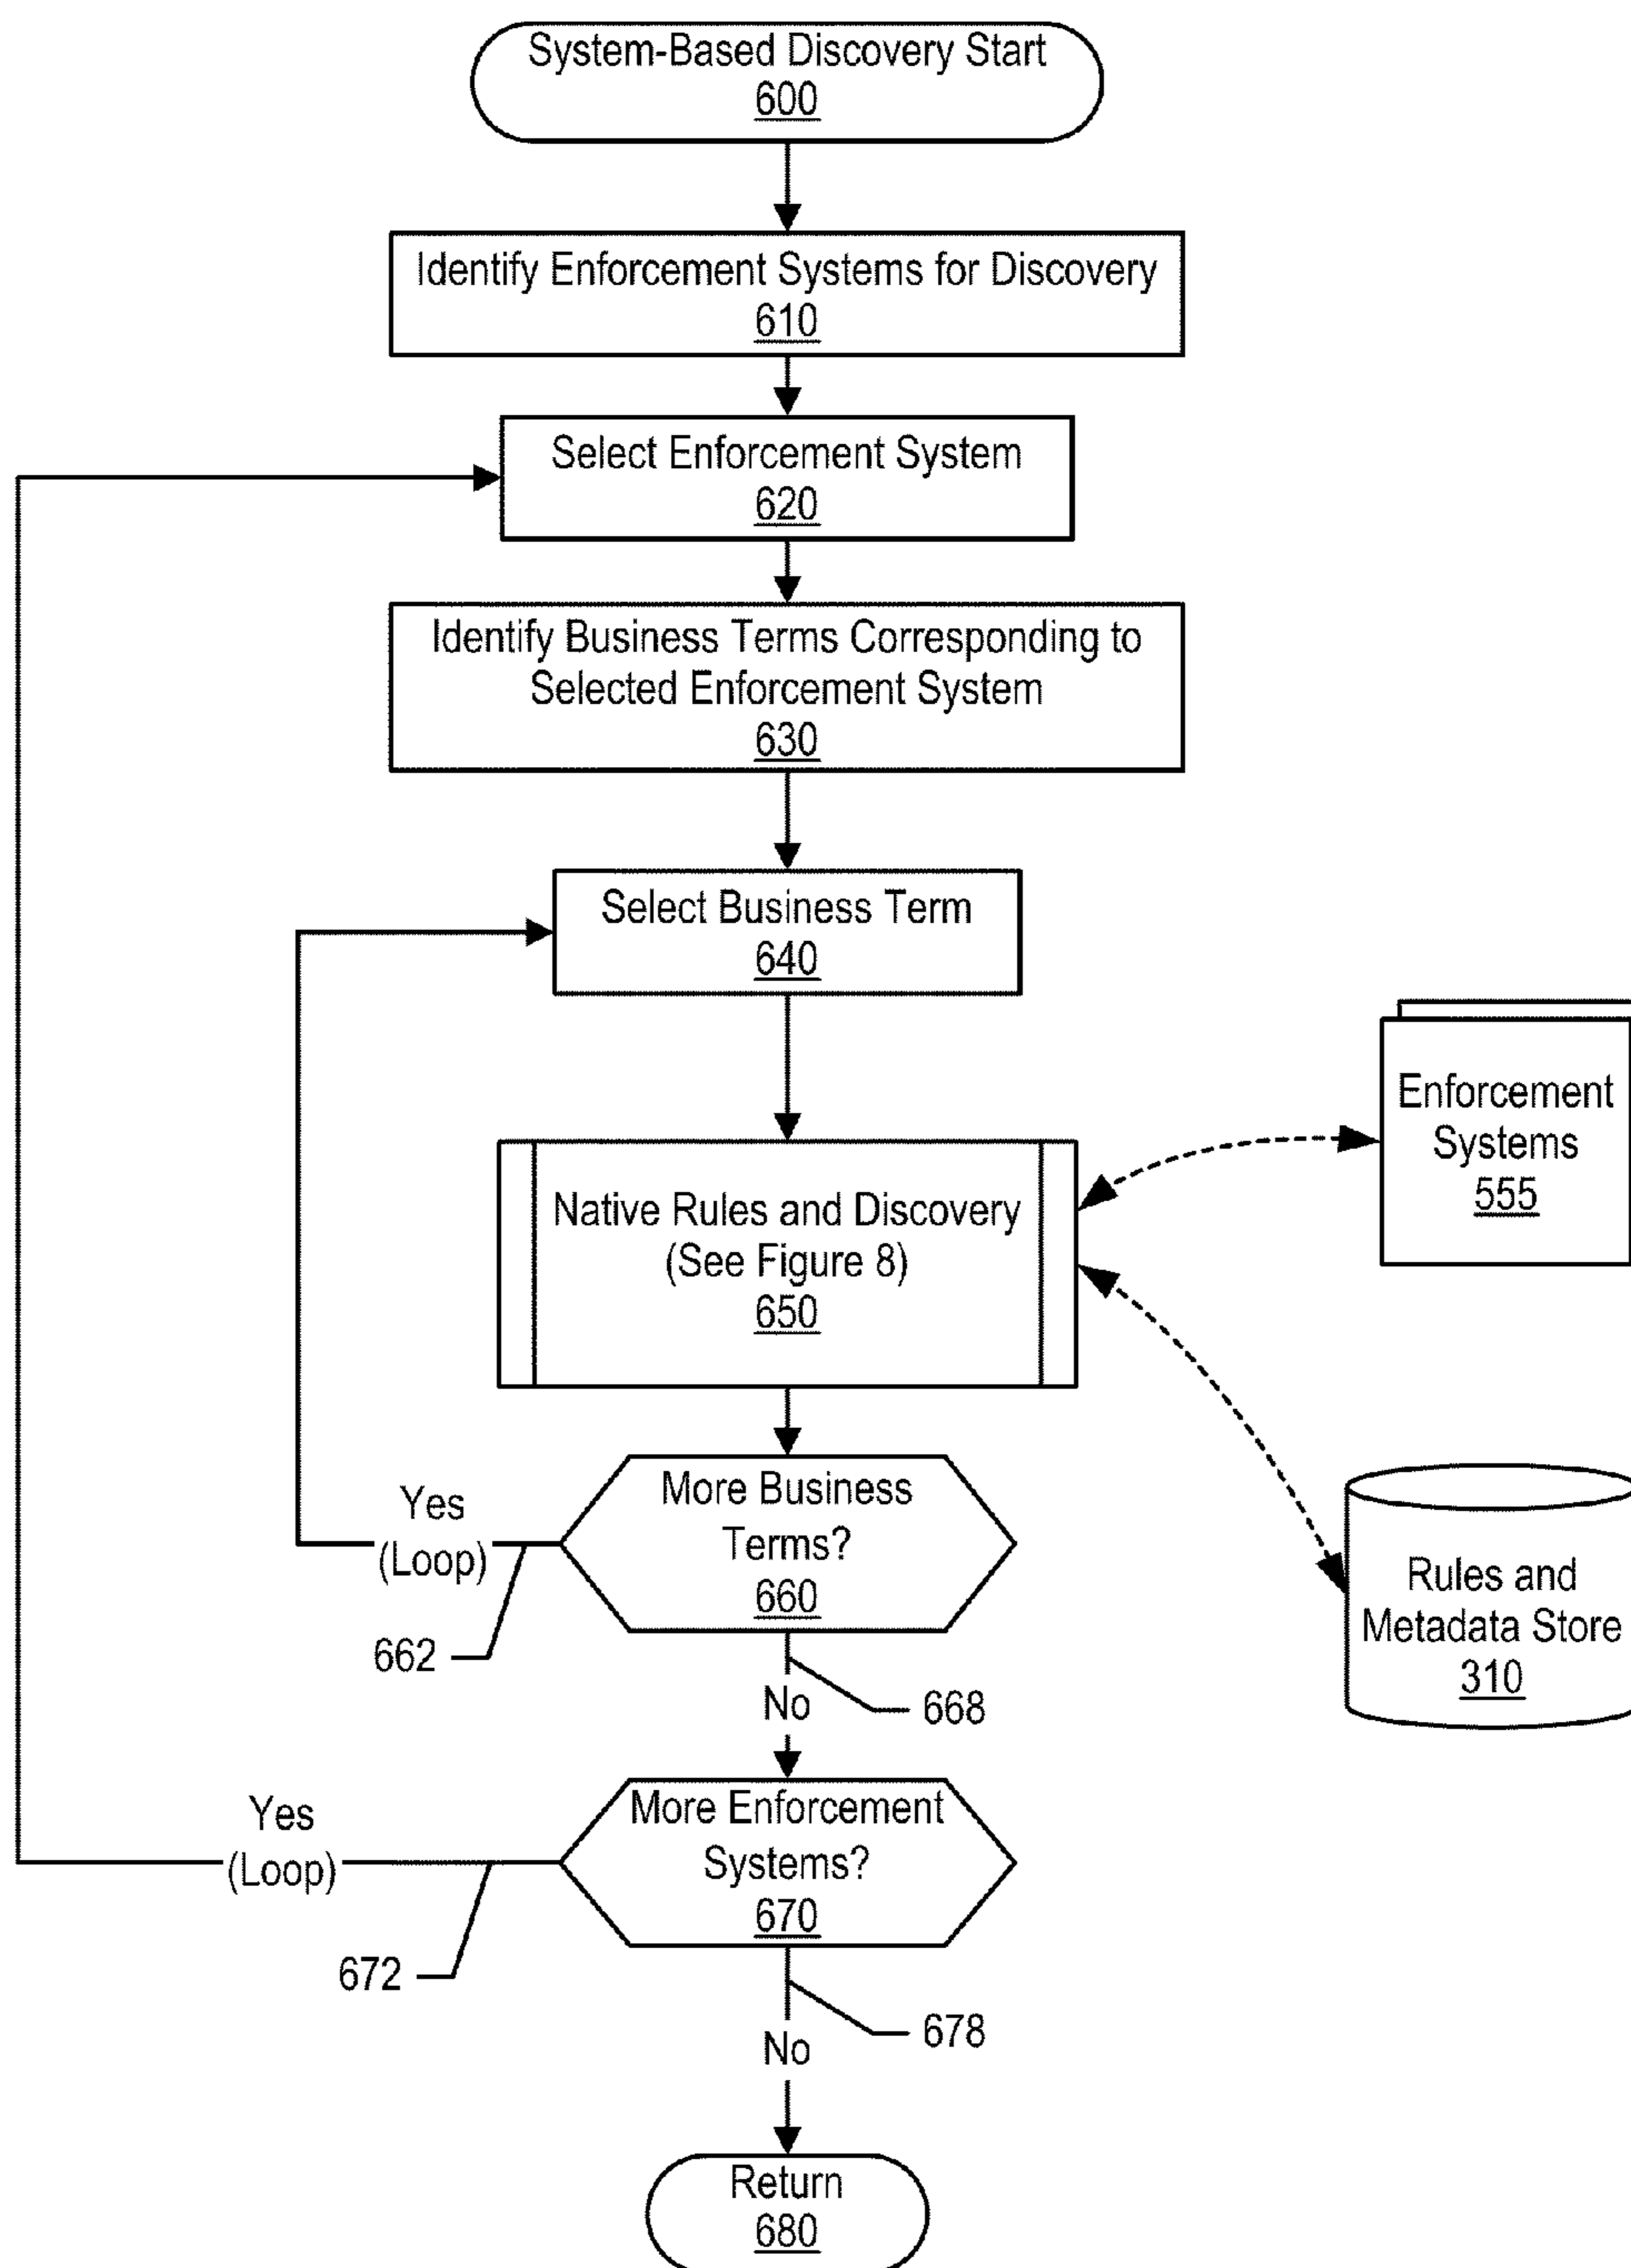 System-Based Discovery Start
600
Identify Enforcement Systems for Discovery
610
Select Enforcement System
620
Identify Business Terms Corresponding to
Selected Enforcement System
630
Select Business Term
640
Enforcement
Systems
555
Native Rules and Discovery
(See Figure 8)
650
More Business
Terms?
660
Yes
(Loop)
662
No
668
Rules and
Metadata Store
310
More Enforcement
Systems?
670
Yes
(Loop)
672
678
No
Return
680